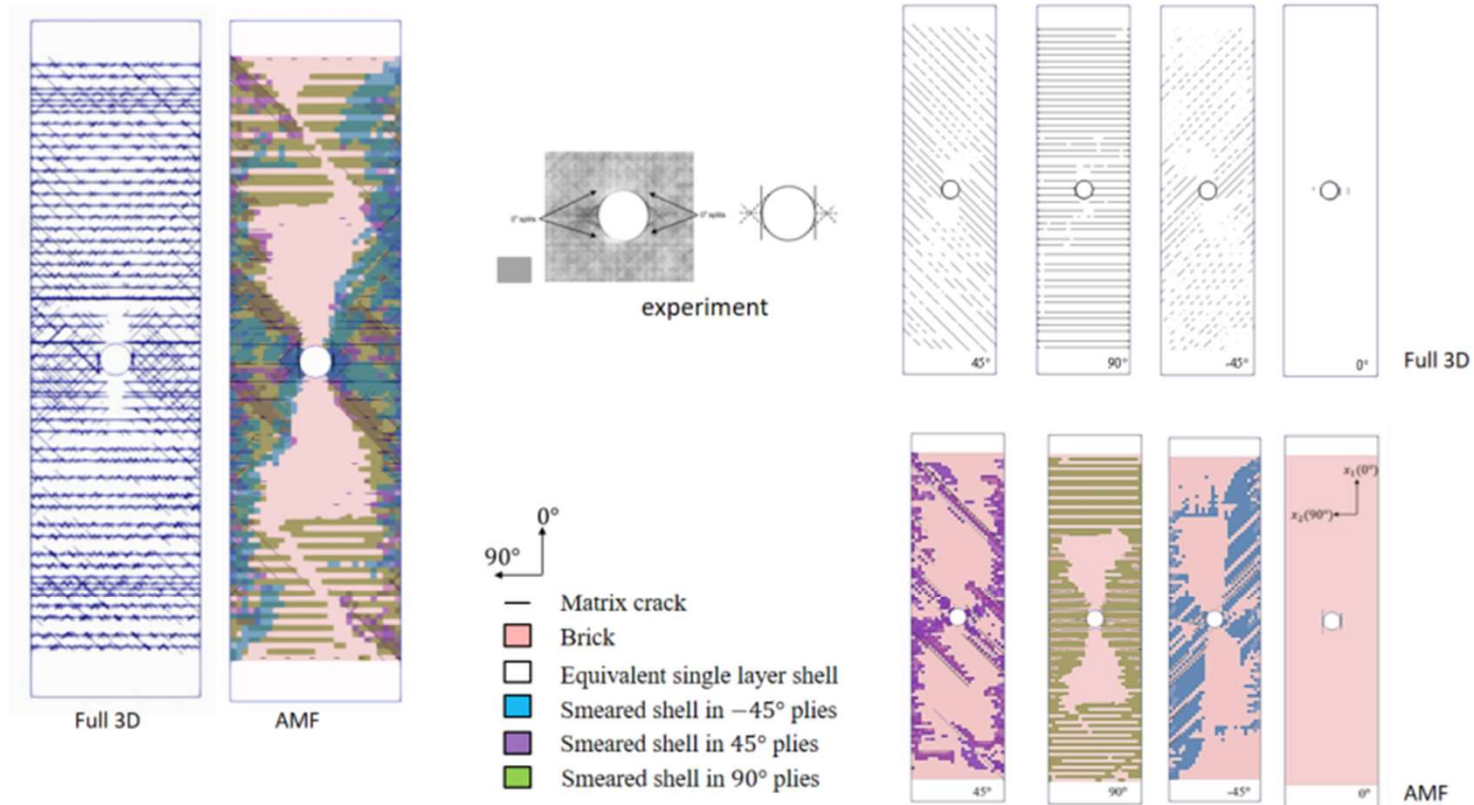 Full 3D
AMF
0° splits
0° splits
experiment
0°
90°
Matrix crack
Brick
Equivalent single layer shell
Smeared shell in −45° plies
Smeared shell in 45° plies
Smeared shell in 90° plies
45°
90°
-45°
0°
Full 3D
x₁(0°)
x₂(90°)
45°
90°
-45°
0°
AMF